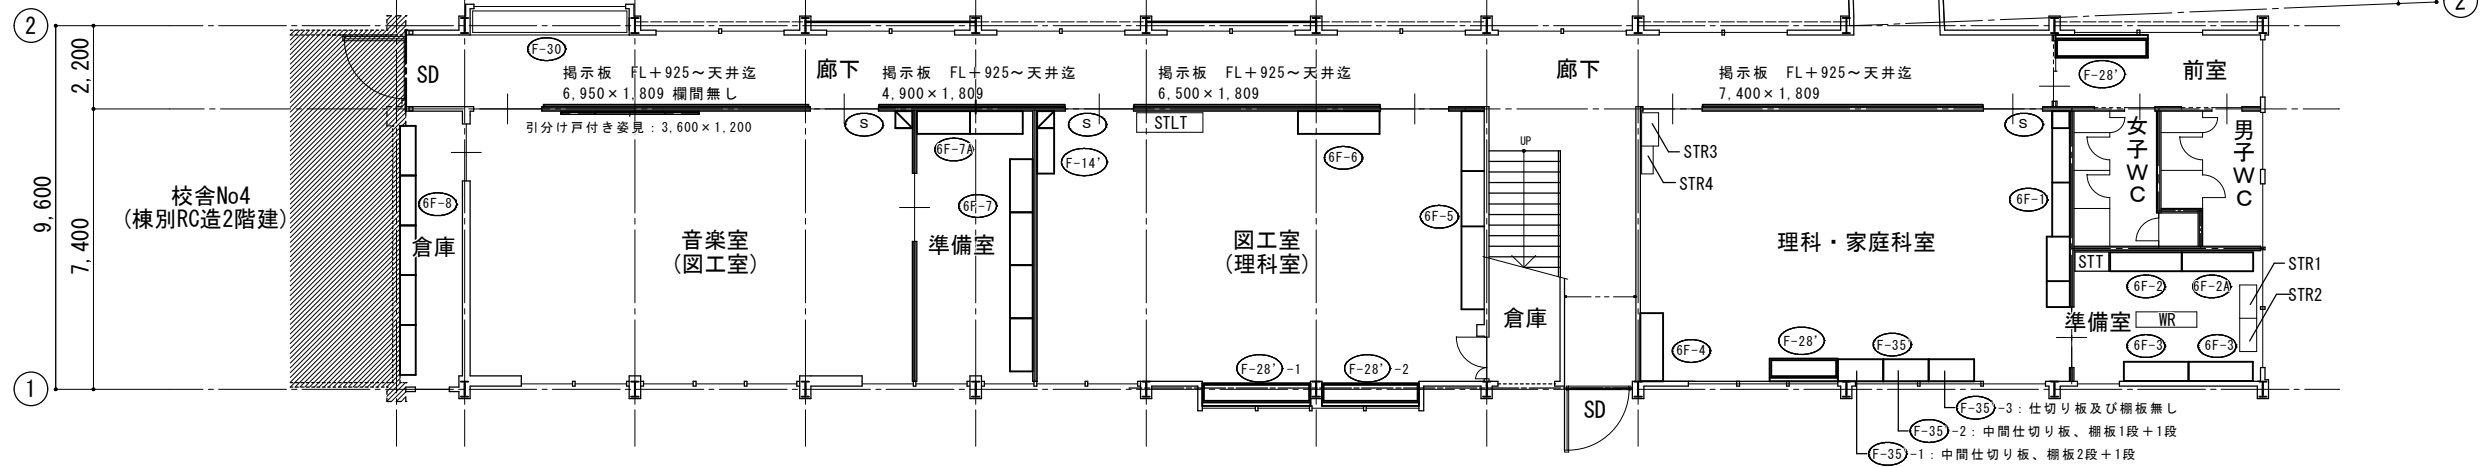 2
2
2,200
SD
F-30
掲示板 FL+925~天井迄
6,950×1,809 欄間無し
引分け戸付き姿見:3,600×1,200
廊下
掲示板 FL+925~天井迄
4,900×1,809
掲示板 FL+925~天井迄
6,500×1,809
廊下
掲示板 FL+925~天井迄
7,400×1,809
F-28'
前室
9,600
7,400
校舎No4
(棟別RC造2階建)
6F-8
倉庫
音楽室
(図工室)
S
6F-7A
6F-7
準備室
S
F-14'
STLT
6F-6
図工室
(理科室)
6F-5
UP
倉庫
STR3
STR4
理科・家庭科室
S
6F-1
女子WC
男子WC
STT
6F-2
6F-2A
STR1
STR2
準備室
WR
6F-3
6F-3
6F-4
F-28'
F-35
F-28' -1
F-28' -2
1
SD
F-35 -3:仕切り板及び棚板無し
F-35 -2:中間仕切り板、棚板1段+1段
F-35 -1:中間仕切り板、棚板2段+1段